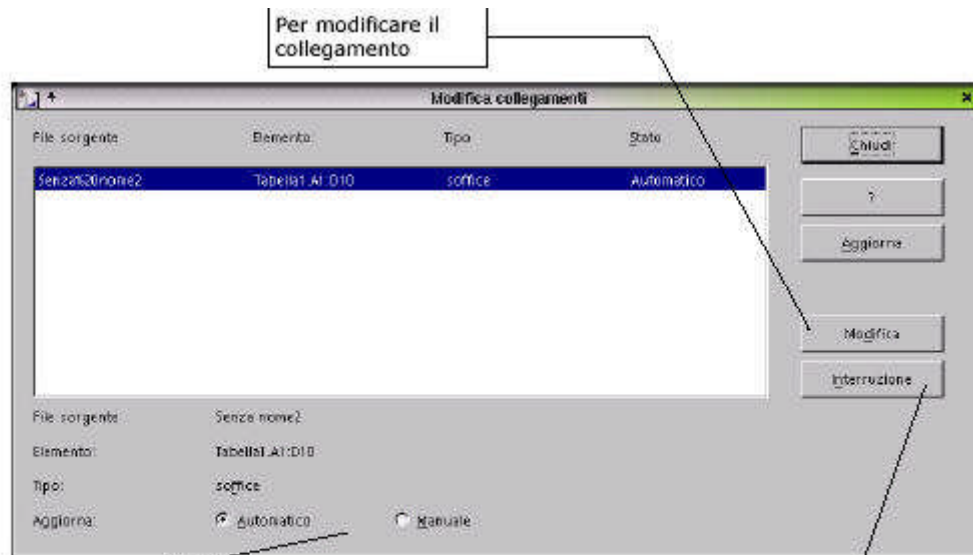 Per modificare il
collegamento
Modifica collegamenti
File sorgente Elemento Tipo Stato
Senza%20nome2 Tabella1.A1:D10 soffice Automatico
Chiudi
?
Aggiorna
Modifica
Interruzione
File sorgente Senza nome2
Elemento: Tabella1.A1:D10
Tipo: soffice
Aggiorna: Automatico Manuale